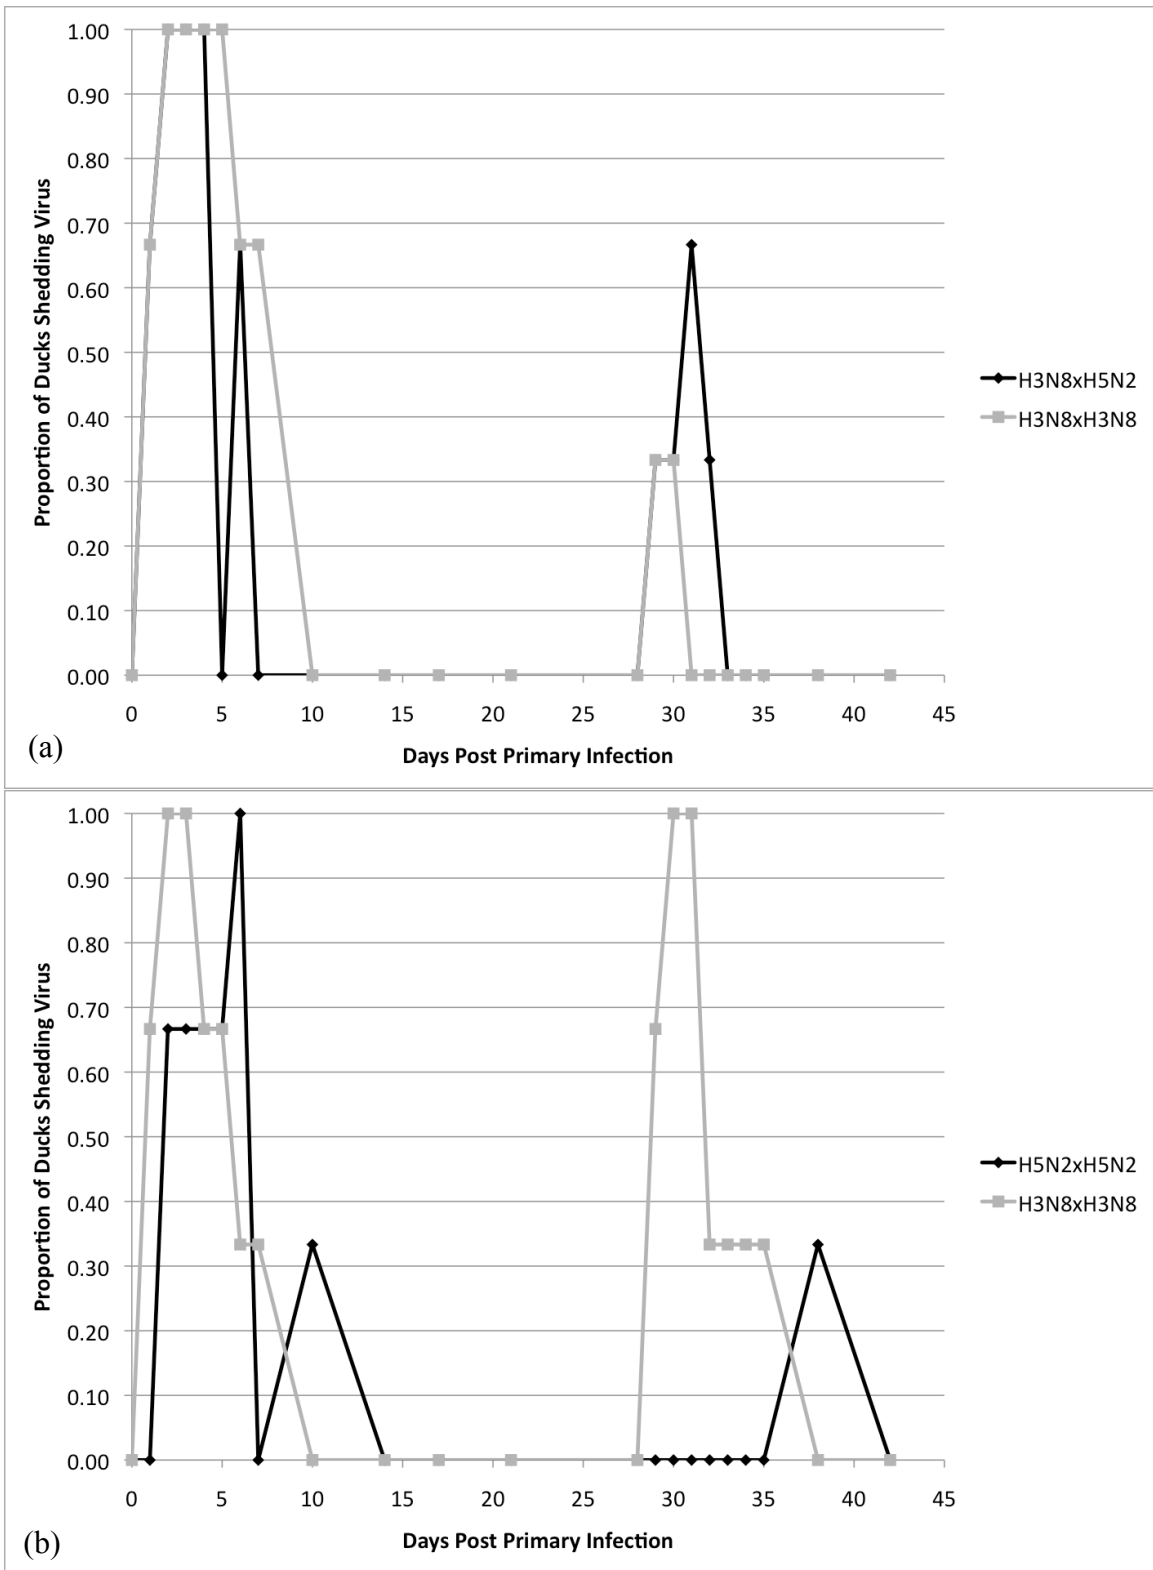 1.00
0.90
0.80
0.70
0.60
0.50
0.40
0.30
0.20
0.10
0.00
Proportion of Ducks Shedding Virus
0 5 10 15 20 25 30 35 40 45
Days Post Primary Infection
H3N8xH5N2
H3N8xH3N8
(a)
1.00
0.90
0.80
0.70
0.60
0.50
0.40
0.30
0.20
0.10
0.00
Proportion of Ducks Shedding Virus
0 5 10 15 20 25 30 35 40 45
Days Post Primary Infection
H5N2xH5N2
H3N8xH3N8
(b)